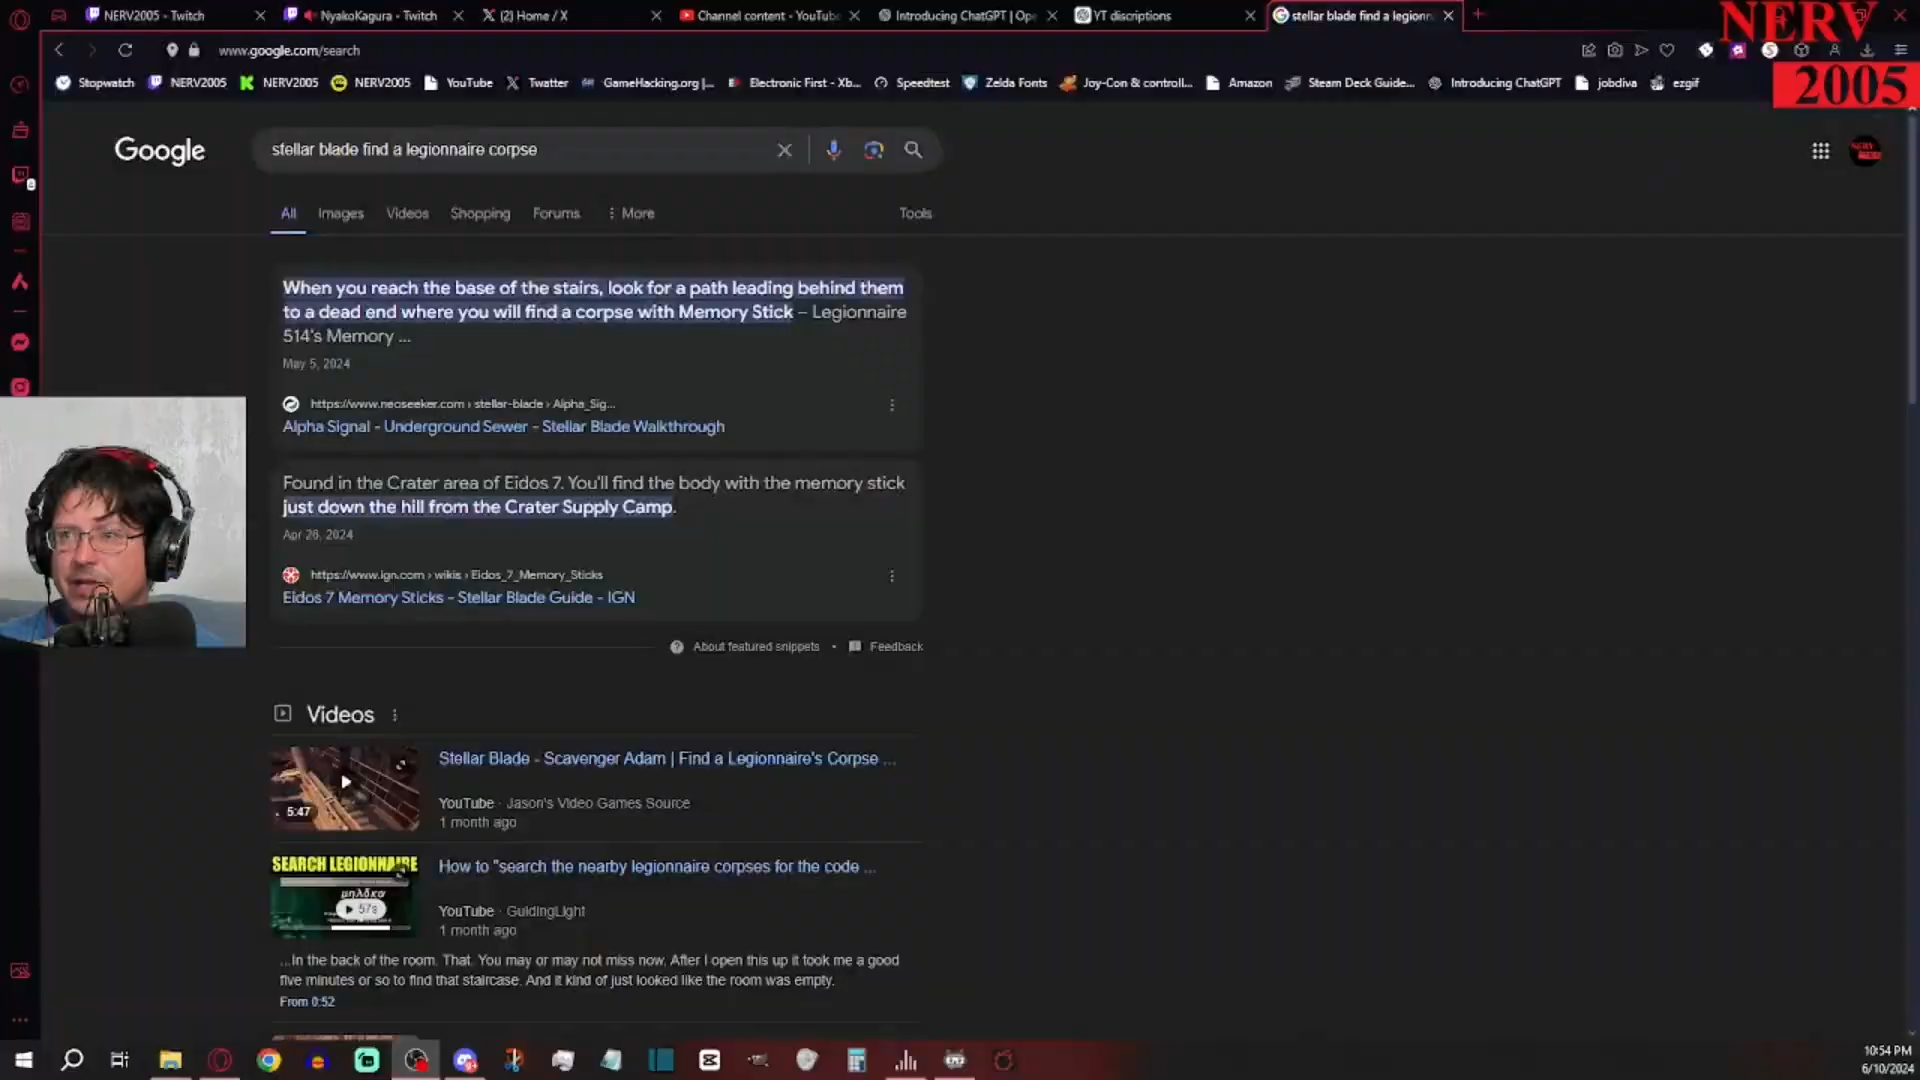 NERV2005 - Twitch
NyakoKagura - Twitch
(2) Home / X
Channel content - YouTub
Introducing ChatGPT | Op
YT discriptions
stellar blade find a legionn
NERV
2005
www.google.com/search
Stopwatch
NERV2005
NERV2005
NERV2005
YouTube
Twatter
GameHacking.org |...
Electronic First - Xb...
Speedtest
Zelda Fonts
Joy-Con & controll...
Amazon
Steam Deck Guide...
Introducing ChatGPT
jobdiva
ezgif
Google
stellar blade find a legionnaire corpse
All
Images
Videos
Shopping
Forums
More
Tools
When you reach the base of the stairs, look for a path leading behind them
to a dead end where you will find a corpse with Memory Stick – Legionnaire
514's Memory ...
May 5, 2024
https://www.neoseeker.com › stellar-blade › Alpha_Sig...
Alpha Signal - Underground Sewer - Stellar Blade Walkthrough
Found in the Crater area of Eidos 7. You'll find the body with the memory stick
just down the hill from the Crater Supply Camp.
Apr 26, 2024
https://www.ign.com › wikis › Eidos_7_Memory_Sticks
Eidos 7 Memory Sticks - Stellar Blade Guide - IGN
About featured snippets
•
Feedback
Videos
Stellar Blade - Scavenger Adam | Find a Legionnaire's Corpse ...
5:47
YouTube · Jason's Video Games Source
1 month ago
SEARCH LEGIONNAIRE
57s
How to "search the nearby legionnaire corpses for the code ...
YouTube · GuidingLight
1 month ago
...In the back of the room. That. You may or may not miss now. After I open this up it took me a good
five minutes or so to find that staircase. And it kind of just looked like the room was empty.
From 0:52
10:54 PM
6/10/2024